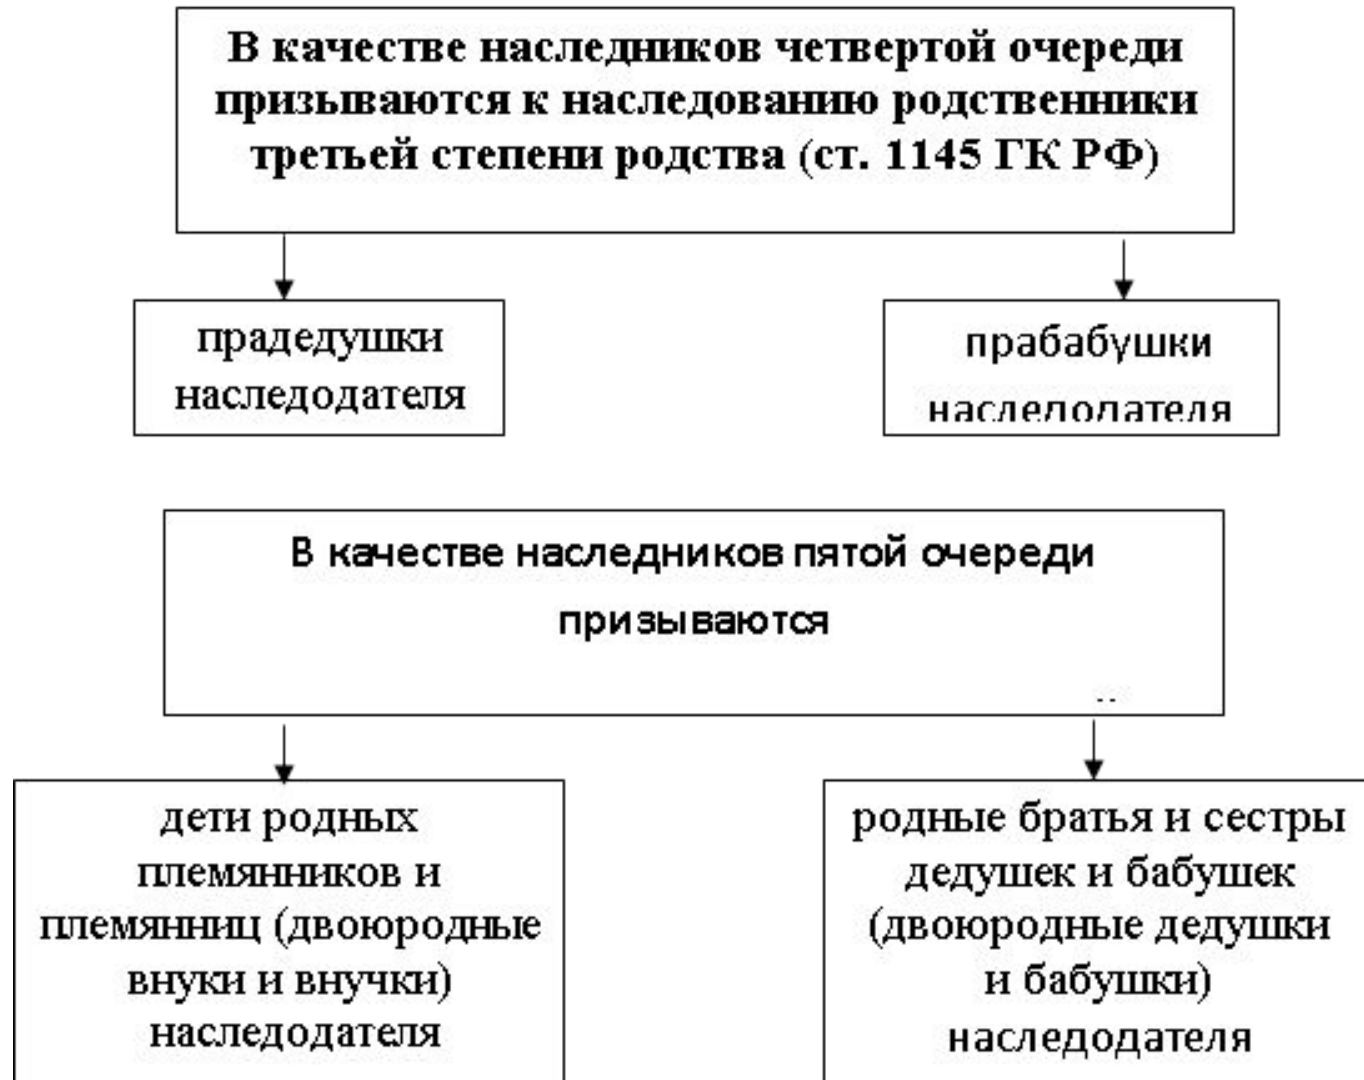 В качестве наследников четвертой очереди
призываются к наследованию родственники
третьей степени родства (ст. 1145 ГК РФ)
прадедушки
наследодателя
прабабушки
наследодателя
В качестве наследников пятой очереди
призываются
дети родных
племянников и
племянниц (двоюродные
внуки и внучки)
наследодателя
родные братья и сестры
дедушек и бабушек
(двоюродные дедушки
и бабушки)
наследодателя